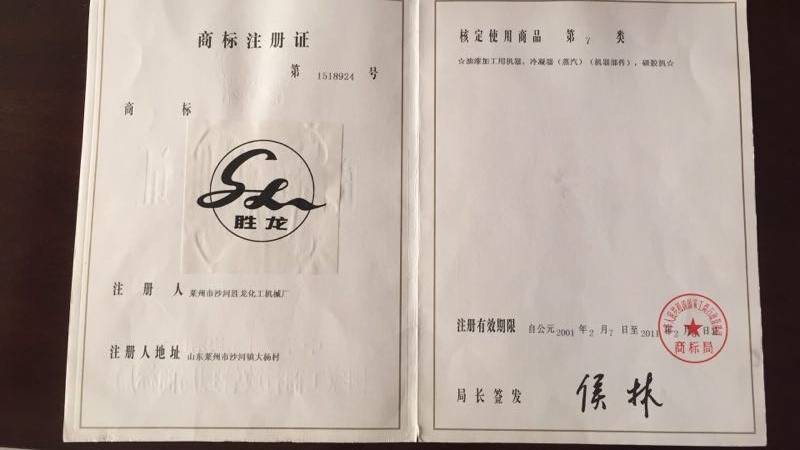 商标注册证
第 1518924 号
商标
胜龙
注册人 莱州市沙河胜龙化工机械厂
注册人地址 山东莱州市沙河镇大杨村
核定使用商品 第 7 类
☆油漆加工用机器,冷凝器(蒸汽)(机器部件),碾胶机☆
注册有效期限 自公元 2001 年 2 月 7 日至 2011 年 2 月 日止
商标局
局长签发 侯林